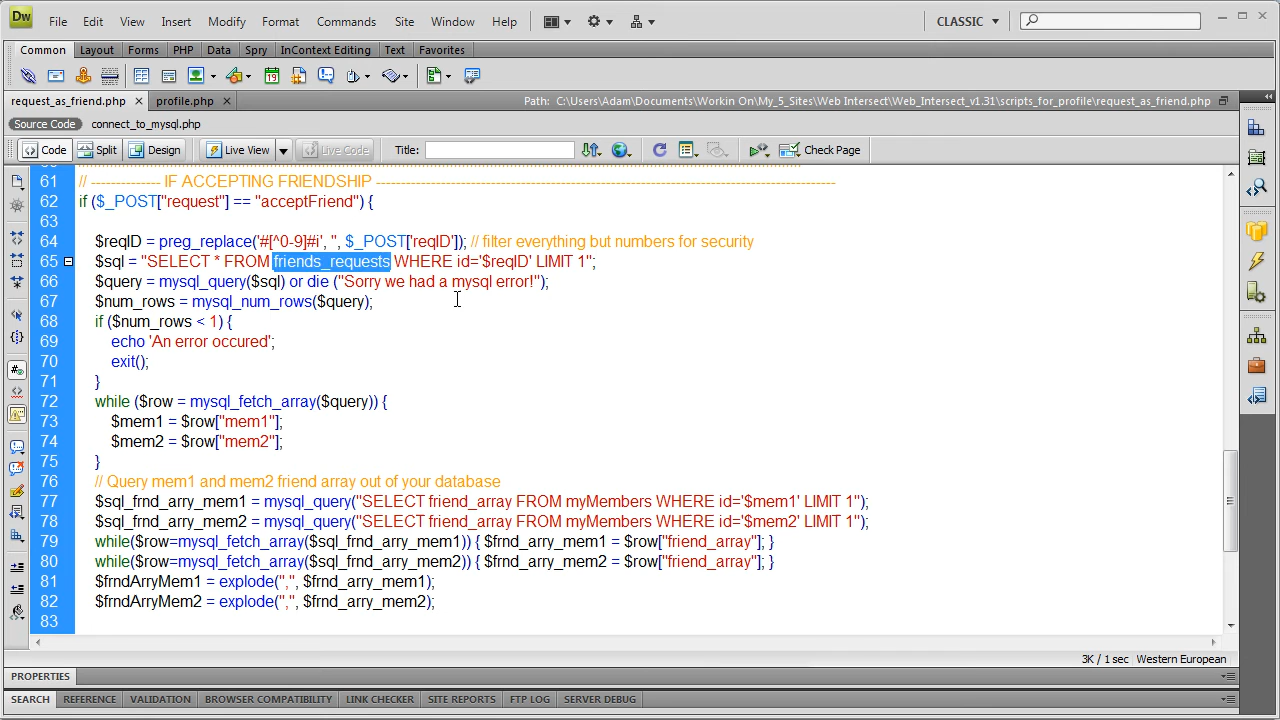 Dw File Edit View Insert Modify Format Commands Site Window Help CLASSIC
Common Layout Forms PHP Data Spry InContext Editing Text Favorites
request_as_friend.php profile.php Path: C:\Users\Adam\Documents\Workin On\My_5_Sites\Web Intersect\Web_Intersect_v1.31\scripts_for_profile\request_as_friend.php
Source Code connect_to_mysql.php
Code Split Design Live View Live Code Title: Check Page
61 // -------------- IF ACCEPTING FRIENDSHIP --------------------------------------------------------------------------------------------
62 if ($_POST["request"] == "acceptFriend") {
63
64 $reqID = preg_replace('#[^0-9]#i', '', $_POST['reqID']); // filter everything but numbers for security
65 $sql = "SELECT * FROM friends_requests WHERE id='$reqID' LIMIT 1";
66 $query = mysql_query($sql) or die ("Sorry we had a mysql error!");
67 $num_rows = mysql_num_rows($query);
68 if ($num_rows < 1) {
69 echo 'An error occured';
70 exit();
71 }
72 while ($row = mysql_fetch_array($query)) {
73 $mem1 = $row["mem1"];
74 $mem2 = $row["mem2"];
75 }
76 // Query mem1 and mem2 friend array out of your database
77 $sql_frnd_arry_mem1 = mysql_query("SELECT friend_array FROM myMembers WHERE id='$mem1' LIMIT 1");
78 $sql_frnd_arry_mem2 = mysql_query("SELECT friend_array FROM myMembers WHERE id='$mem2' LIMIT 1");
79 while($row=mysql_fetch_array($sql_frnd_arry_mem1)) { $frnd_arry_mem1 = $row["friend_array"]; }
80 while($row=mysql_fetch_array($sql_frnd_arry_mem2)) { $frnd_arry_mem2 = $row["friend_array"]; }
81 $frndArryMem1 = explode(",", $frnd_arry_mem1);
82 $frndArryMem2 = explode(",", $frnd_arry_mem2);
83
3K / 1 sec Western European
PROPERTIES
SEARCH REFERENCE VALIDATION BROWSER COMPATIBILITY LINK CHECKER SITE REPORTS FTP LOG SERVER DEBUG